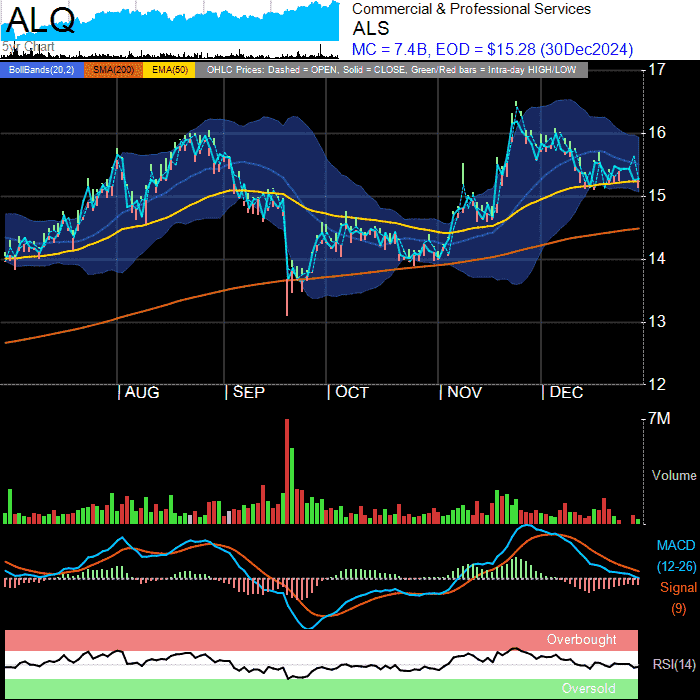 ALQ
5yr Chart
Commercial & Professional Services
ALS
MC = 7.4B, EOD = $15.28 (30Dec2024)
BollBands(20,2) SMA(200) EMA(50) OHLC Prices: Dashed = OPEN, Solid = CLOSE, Green/Red bars = Intra-day HIGH/LOW
17
16
15
14
13
12
AUG SEP OCT NOV DEC
7M
Volume
MACD
(12-26)
Signal
(9)
Overbought
RSI(14)
Oversold